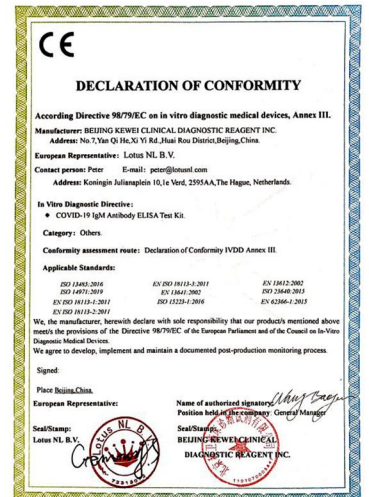 CE
DECLARATION OF CONFORMITY
According Directive 98/79/EC on in vitro diagnostic medical devices, Annex III.
Manufacturer: BEIJING KEWEI CLINICAL DIAGNOSTIC REAGENT INC.
Address: No.7,Yan Qi He,Xi Yi Rd.,Huai Rou District,Beijing,China.
European Representative: Lotus NL B.V.
Contact person: Peter E-mail: peter@lotusnl.com
Address: Koningin Julianaplein 10,1e Verd, 2595AA,The Hague, Netherlands.
In Vitro Diagnostic Directive:
• COVID-19 IgM Antibody ELISA Test Kit.
Category: Others.
Conformity assessment route: Declaration of Conformity IVDD Annex III.
Applicable Standards:
ISO 13485:2016 EN ISO 18113-3:2011 EN 13612:2002
ISO 14971:2019 EN 13641:2002 ISO 23640:2015
EN ISO 18113-1:2011 ISO 15223-1:2016 EN 62366-1:2015
EN ISO 18113-2:2011
We, the manufacturer, herewith declare with sole responsibility that our product/s mentioned above
meet/s the provisions of the Directive 98/79/EC of the European Parliament and of the Council on In-Vitro
Diagnostic Medical Devices.
We agree to develop, implement and maintain a documented post-production monitoring process.
Signed:
Place Beijing,China.
European Representative: Name of authorized signatory:
Position held in the company: General Manager
Seal/Stamp: Seal/Stamp:
Lotus NL B.V. BEIJING KEWEI CLINICAL
DIAGNOSTIC REAGENT INC.
LOTUS NL B.V.